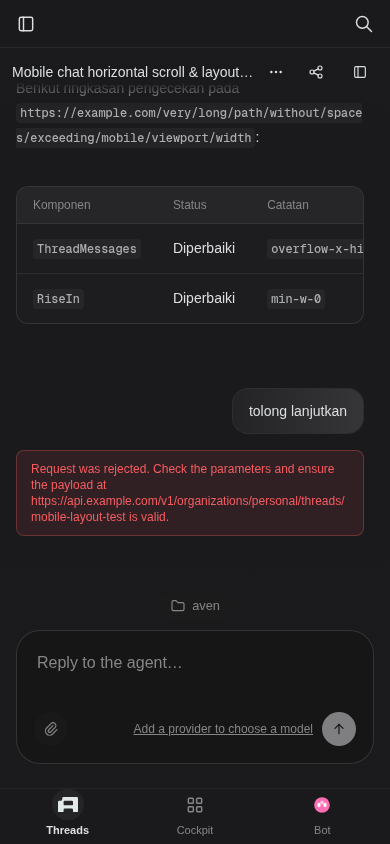 Mobile chat horizontal scroll & layout…
Berikut ringkasan pengecekan pada
https://example.com/very/long/path/without/space
s/exceeding/mobile/viewport/width:
Komponen Status Catatan
ThreadMessages Diperbaiki overflow-x-hi
RiseIn Diperbaiki min-w-0
tolong lanjutkan
Request was rejected. Check the parameters and ensure
the payload at
https://api.example.com/v1/organizations/personal/threads/
mobile-layout-test is valid.
aven
Reply to the agent…
Add a provider to choose a model
Threads Cockpit Bot